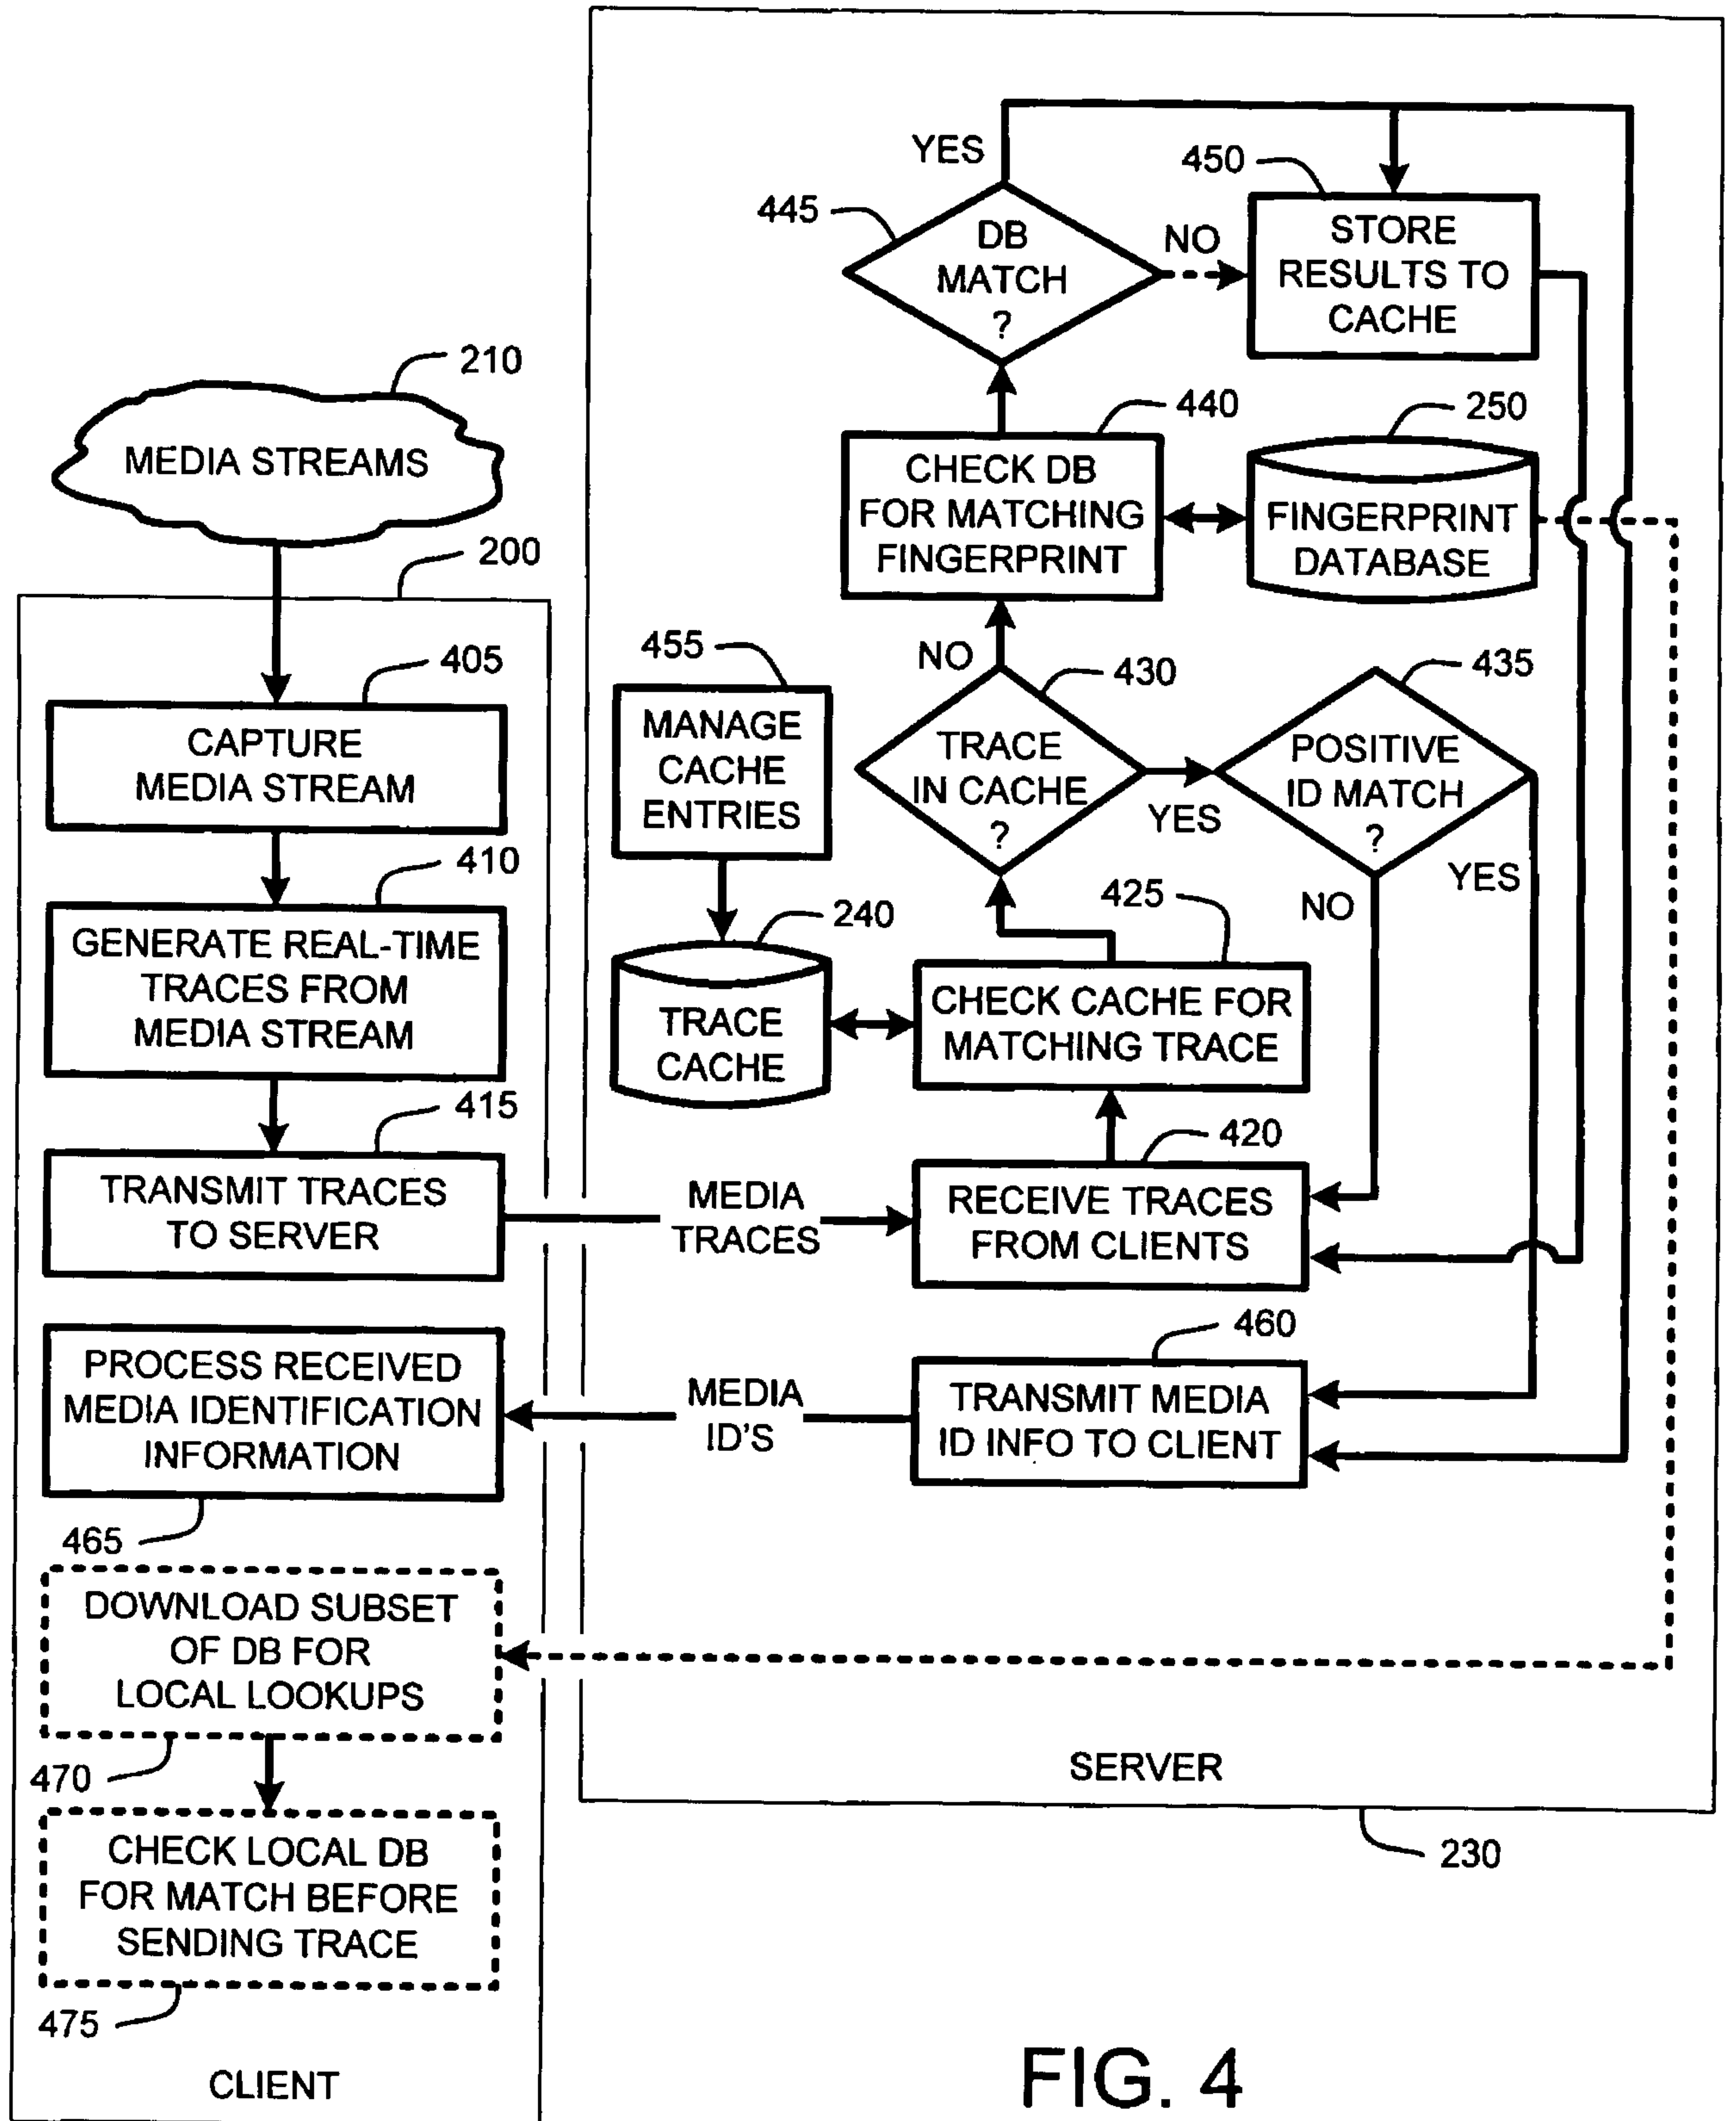 210
MEDIA STREAMS
200
405
CAPTURE
MEDIA STREAM
410
GENERATE REAL-TIME
TRACES FROM
MEDIA STREAM
415
TRANSMIT TRACES
TO SERVER
MEDIA
TRACES
PROCESS RECEIVED
MEDIA IDENTIFICATION
INFORMATION
465
MEDIA
ID'S
DOWNLOAD SUBSET
OF DB FOR
LOCAL LOOKUPS
470
CHECK LOCAL DB
FOR MATCH BEFORE
SENDING TRACE
475
CLIENT
YES
445
DB
MATCH
?
NO
450
STORE
RESULTS TO
CACHE
440
CHECK DB
FOR MATCHING
FINGERPRINT
250
FINGERPRINT
DATABASE
455
MANAGE
CACHE
ENTRIES
NO
430
TRACE
IN CACHE
?
YES
435
POSITIVE
ID MATCH
?
YES
NO
240
TRACE
CACHE
425
CHECK CACHE FOR
MATCHING TRACE
420
RECEIVE TRACES
FROM CLIENTS
460
TRANSMIT MEDIA
ID INFO TO CLIENT
SERVER
230
FIG. 4